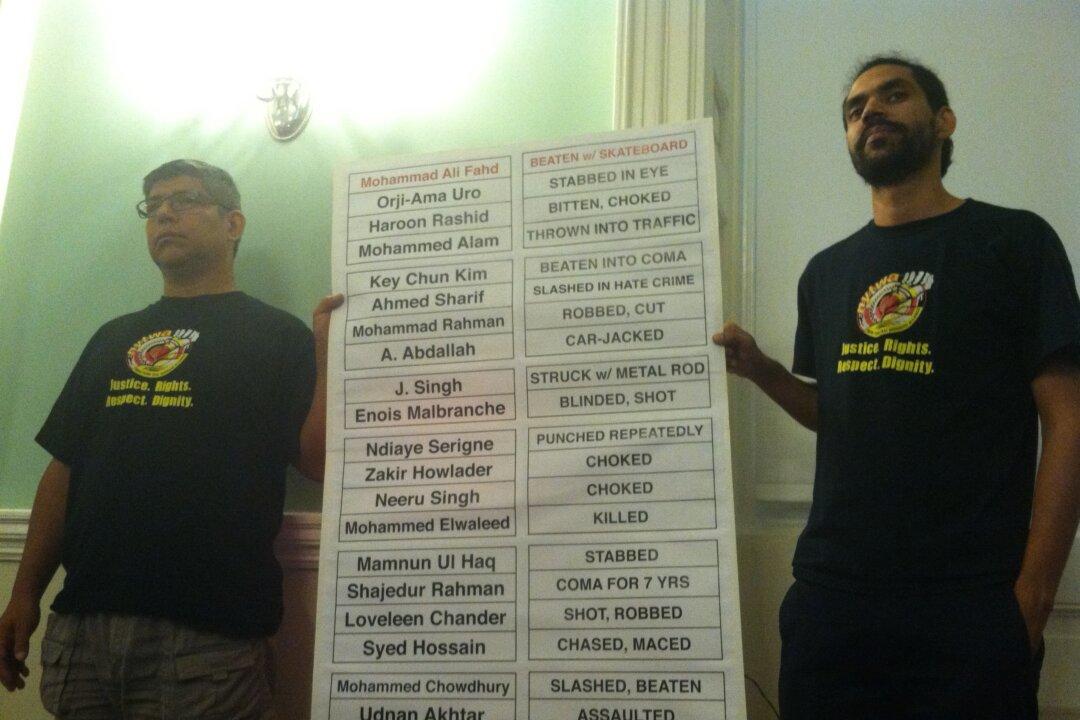 Mohammad Ali Fahd BEATEN w/ SKATEBOARD
Orji-Ama Uro STABBED IN EYE
Haroon Rashid BITTEN, CHOKED
Mohammed Alam THROWN INTO TRAFFIC
Key Chun Kim BEATEN INTO COMA
Ahmed Sharif SLASHED IN HATE CRIME
Mohammad Rahman ROBBED, CUT
A. Abdallah CAR-JACKED
J. Singh STRUCK w/ METAL ROD
Enois Malbranche BLINDED, SHOT
Ndiaye Serigne PUNCHED REPEATEDLY
Zakir Howlader CHOKED
Neeru Singh CHOKED
Mohammed Elwaleed KILLED
Mamnun Ul Haq STABBED
Shajedur Rahman COMA FOR 7 YRS
Loveleen Chander SHOT, ROBBED
Syed Hossain CHASED, MACED
Mohammed Chowdhury SLASHED, BEATEN
Udnan Akhtar ASSAULTED
nytwa
Justice. Rights.
Respect. Dignity.
nytwa
Justice. Rights.
Respect. Dignity.